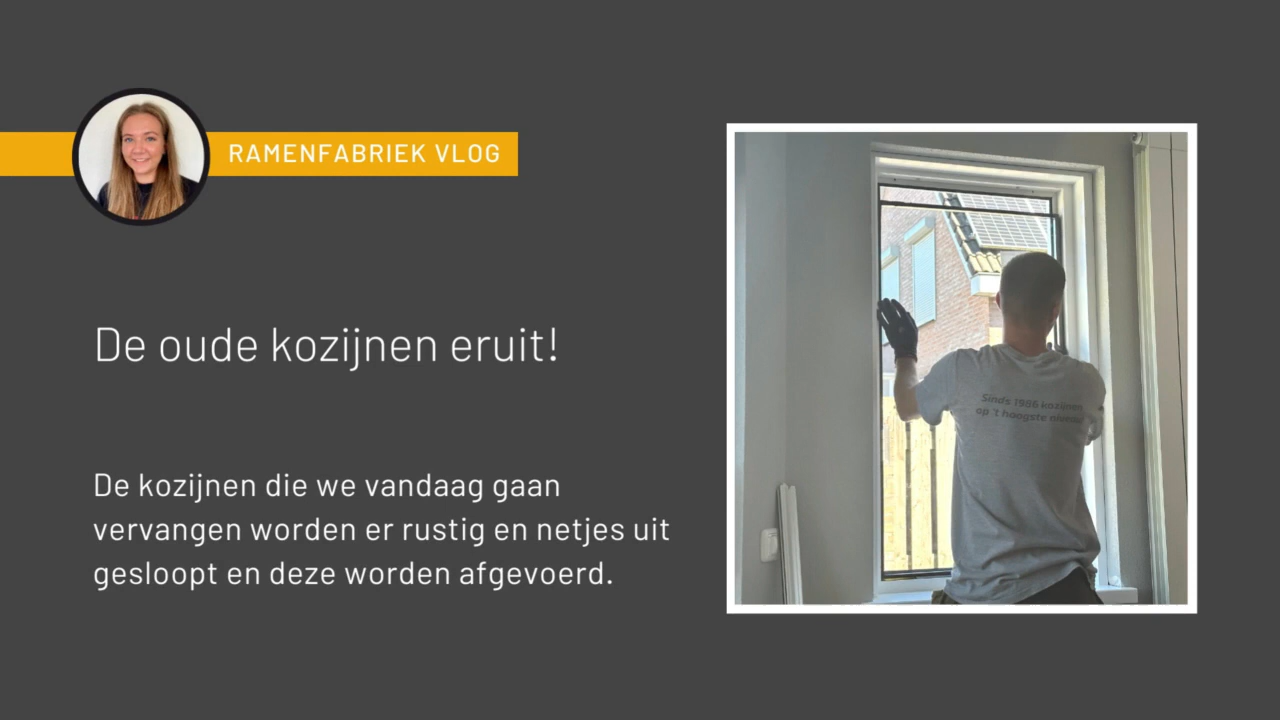 RAMENFABRIEK VLOG
De oude kozijnen eruit!
De kozijnen die we vandaag gaan
vervangen worden er rustig en netjes uit
gesloopt en deze worden afgevoerd.
Sinds 1986 kozijnen
op 't hoogste niveau